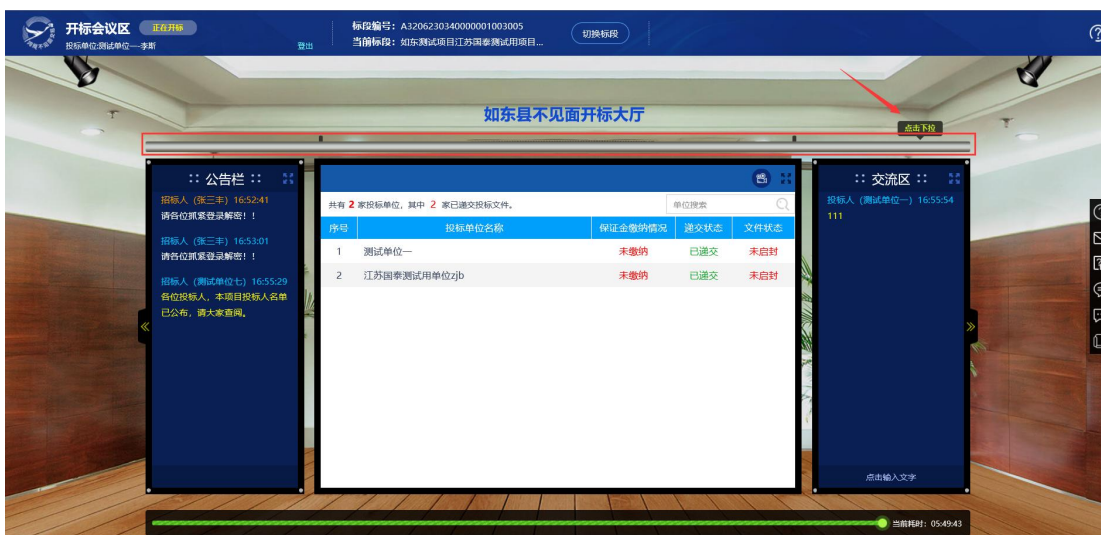 开标会议区 正在开标
投标单位:测试单位一--李斯
登出
标段编号：A3206230340000001003005
当前标段：如东测试项目江苏国泰测试用项目...
切换标段
如东县不见面开标大厅
点击下拉
:: 公告栏 ::
招标人（张三丰）16:52:41
请各位抓紧登录解密！！
招标人（张三丰）16:53:01
请各位抓紧登录解密！！
招标人（测试单位七）16:55:29
各位投标人，本项目投标人名单
已公布，请大家查阅。
共有 2 家投标单位，其中 2 家已递交投标文件。
单位搜索
序号 投标单位名称 保证金缴纳情况 递交状态 文件状态
1 测试单位一 未缴纳 已递交 未启封
2 江苏国泰测试用单位zjb 未缴纳 已递交 未启封
:: 交流区 ::
投标人（测试单位一）16:55:54
111
点击输入文字
当前耗时：05:49:43